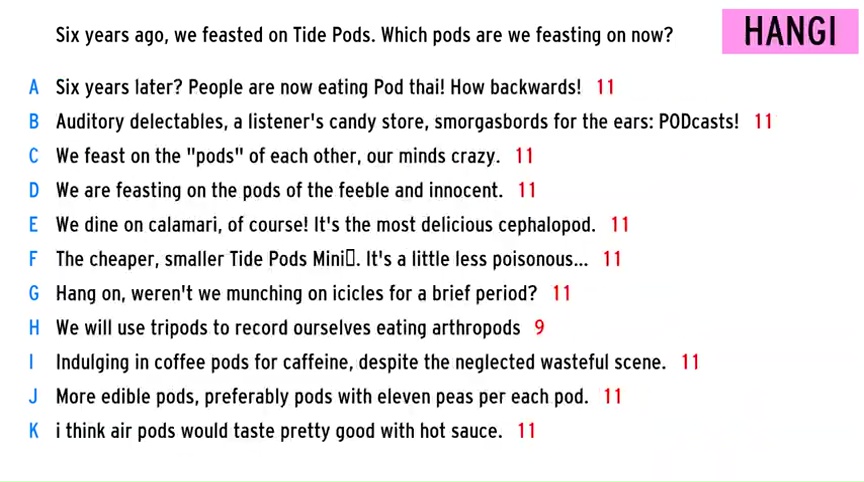 Six years ago, we feasted on Tide Pods. Which pods are we feasting on now?
HANGI
A Six years later? People are now eating Pod thai! How backwards! 11
B Auditory delectables, a listener's candy store, smorgasbords for the ears: PODcasts! 11
C We feast on the "pods" of each other, our minds crazy. 11
D We are feasting on the pods of the feeble and innocent. 11
E We dine on calamari, of course! It's the most delicious cephalopod. 11
F The cheaper, smaller Tide Pods Mini▯. It's a little less poisonous... 11
G Hang on, weren't we munching on icicles for a brief period? 11
H We will use tripods to record ourselves eating arthropods 9
I Indulging in coffee pods for caffeine, despite the neglected wasteful scene. 11
J More edible pods, preferably pods with eleven peas per each pod. 11
K i think air pods would taste pretty good with hot sauce. 11